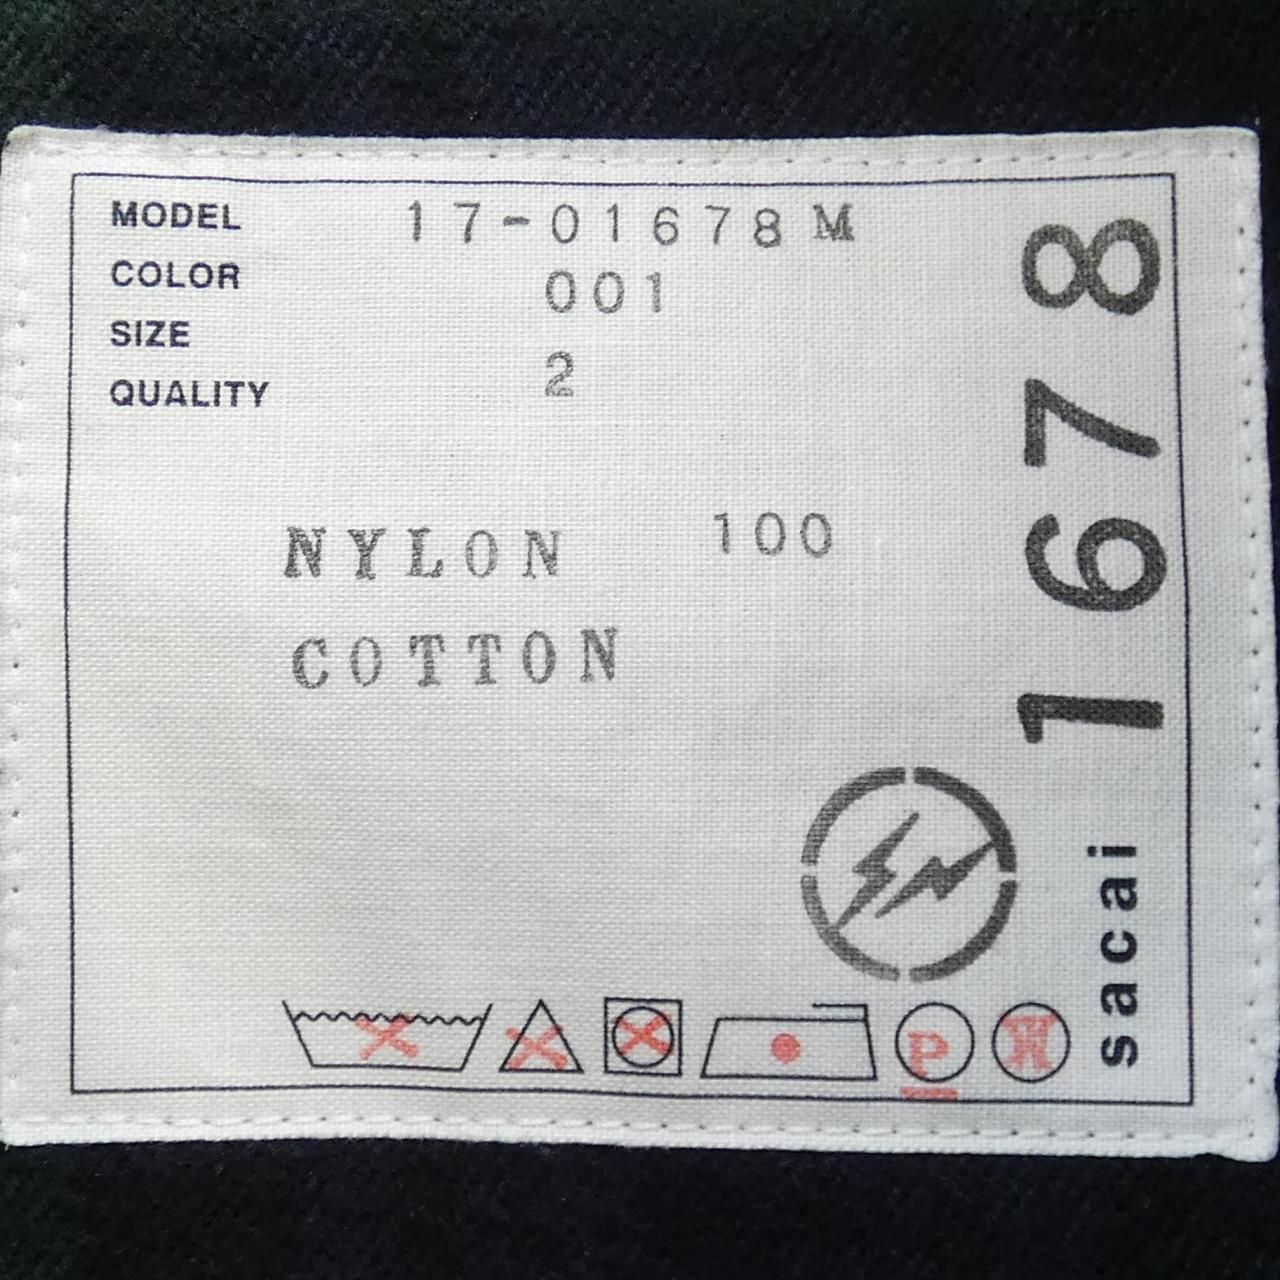 MODEL 17-01678M
COLOR 001
SIZE 2
QUALITY
NYLON 100
COTTON
P
W
sacai 1678